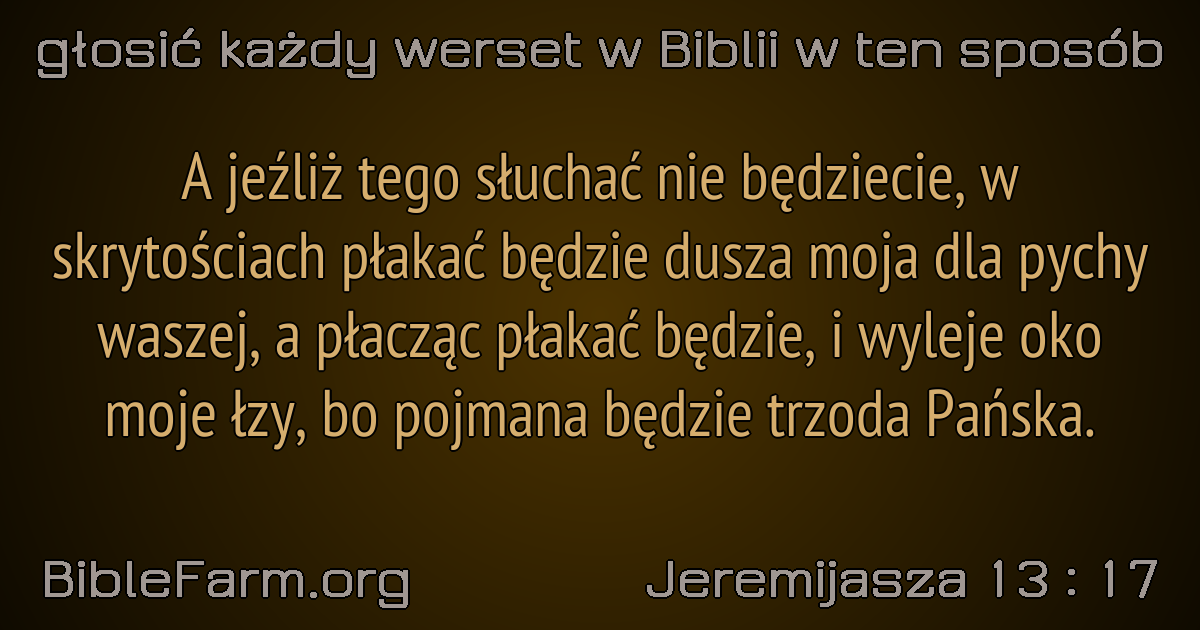 głosić każdy werset w Biblii w ten sposób
A jeźliż tego słuchać nie będziecie, w
skrytościach płakać będzie dusza moja dla pychy
waszej, a płacząc płakać będzie, i wyleje oko
moje łzy, bo pojmana będzie trzoda Pańska.
BibleFarm.org
Jeremijasza 13 : 17